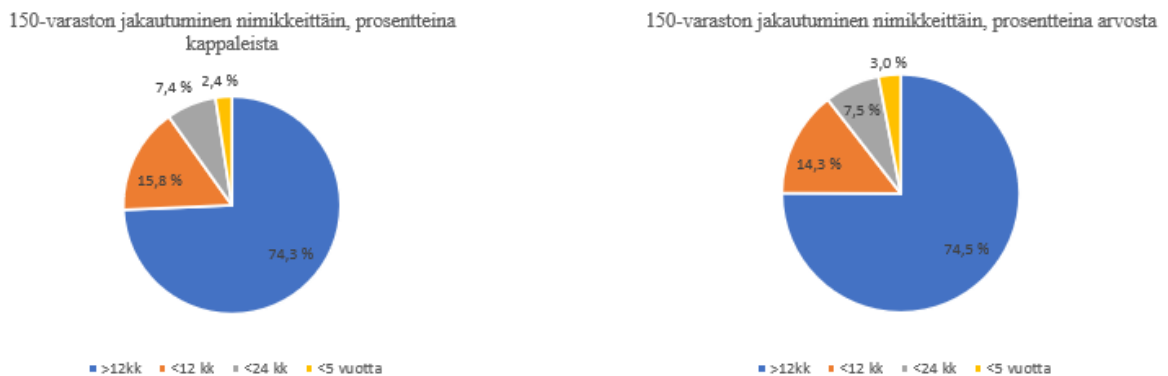 150-varaston jakautuminen nimikkeittäin, prosentteina
kappaleista
7,4 %
2,4 %
15,8 %
74,3 %
>12kk <12 kk <24 kk <5 vuotta
150-varaston jakautuminen nimikkeittäin, prosentteina arvosta
3,0 %
7,5 %
14,3 %
74,5 %
>12kk <12 kk <24 kk <5 vuotta